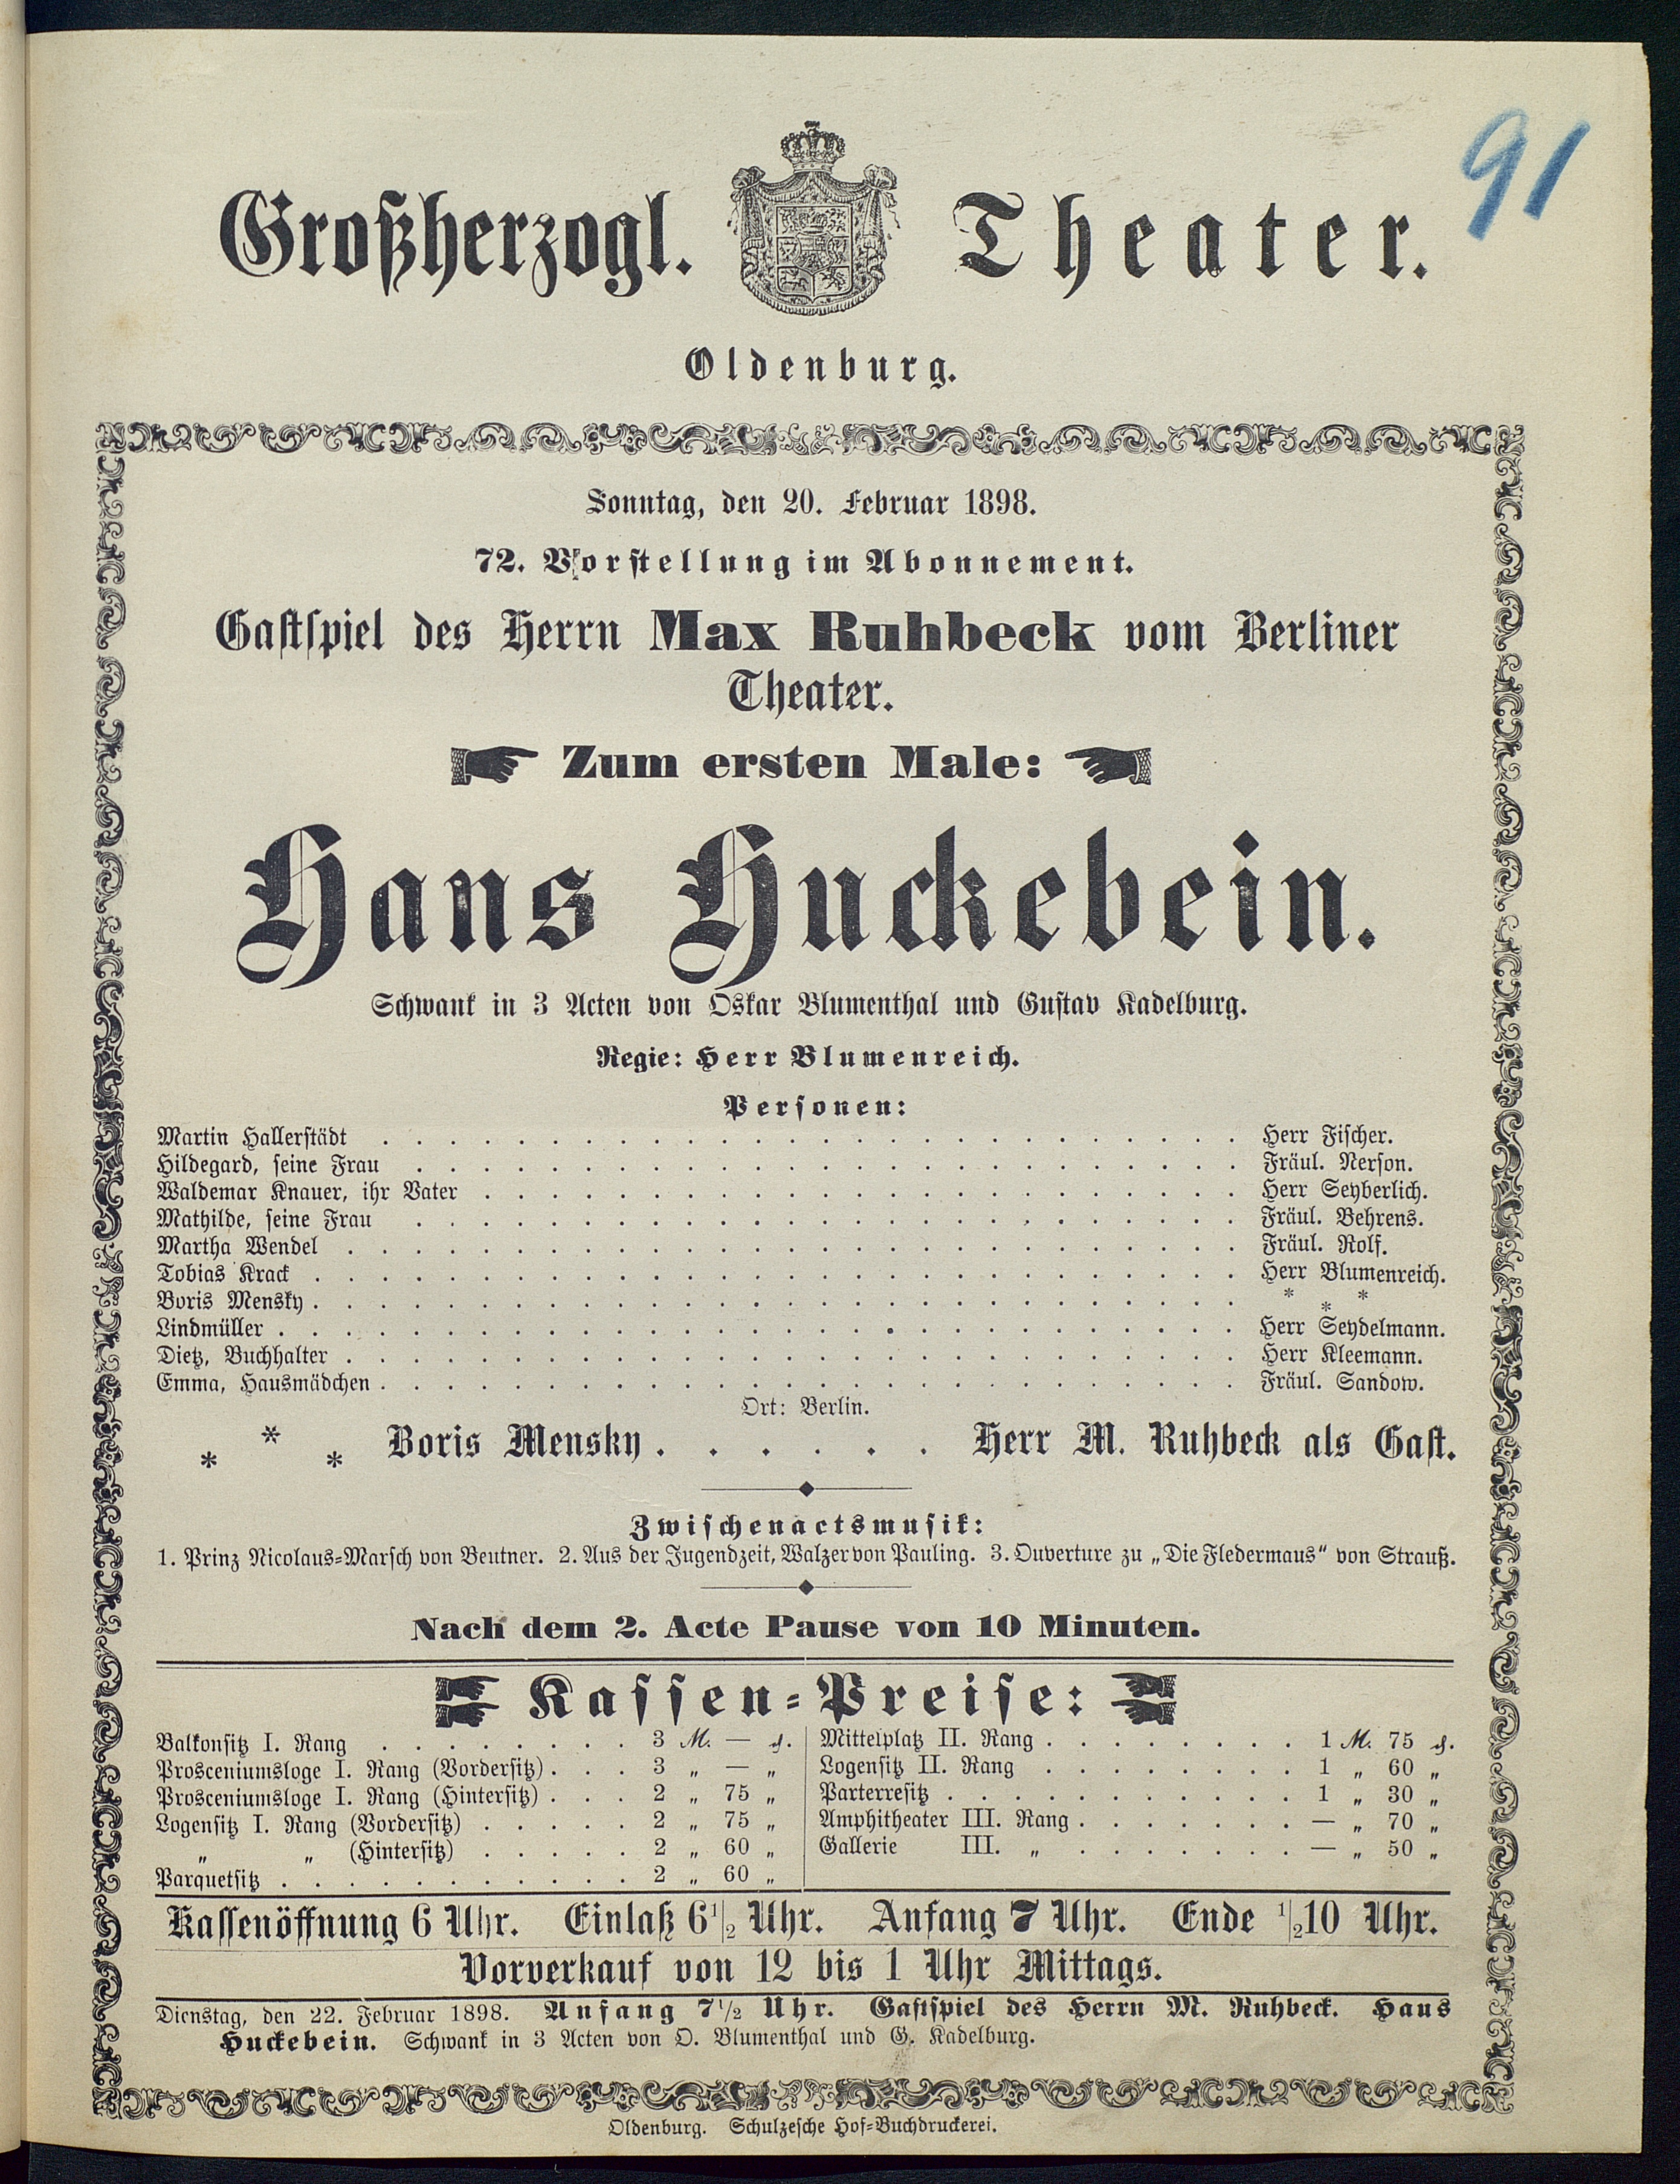 91
Großherzogl. Theater.
Oldenburg.
Sonntag, den 20. Februar 1898.
72. Vorstellung im Abonnement.
Gastspiel des Herrn Max Ruhbeck vom Berliner
Theater.
Zum ersten Male:
Hans Huckebein.
Schwank in 3 Acten von Oskar Blumenthal und Gustav Kadelburg.
Regie: Herr Blumenreich.
Personen:
Martin Hallerstädt . . . . . Herr Fischer.
Hildegard, seine Frau . . . . . Fräul. Nerson.
Waldemar Knauer, ihr Vater . . . . . Herr Seyberlich.
Mathilde, seine Frau . . . . . Fräul. Behrens.
Martha Wendel . . . . . Fräul. Rolf.
Tobias Krack . . . . . Herr Blumenreich.
Boris Mensky . . . . . * * *
Lindmüller . . . . . Herr Seydelmann.
Dietz, Buchhalter . . . . . Herr Kleemann.
Emma, Hausmädchen . . . . . Fräul. Sandow.
Ort: Berlin.
* * * Boris Mensky . . . . . . Herr M. Ruhbeck als Gast.
Zwischenactsmusik:
1. Prinz Nicolaus-Marsch von Beutner. 2. Aus der Jugendzeit, Walzer von Pauling. 3. Ouverture zu „Die Fledermaus“ von Strauß.
Nach dem 2. Acte Pause von 10 Minuten.
Kassen-Preise:
Balkonsitz I. Rang . . . . . 3 M. — ₰.
Prosceniumsloge I. Rang (Vordersitz) . . . 3 „ — „
Prosceniumsloge I. Rang (Hintersitz) . . . 2 „ 75 „
Logensitz I. Rang (Vordersitz) . . . . . 2 „ 75 „
„ „ (Hintersitz) . . . . . 2 „ 60 „
Parquetsitz . . . . . 2 „ 60 „
Mittelplatz II. Rang . . . . . 1 M. 75 ₰.
Logensitz II. Rang . . . . . 1 „ 60 „
Parterresitz . . . . . 1 „ 30 „
Amphitheater III. Rang . . . . . — „ 70 „
Gallerie III. „ . . . . . — „ 50 „
Kassenöffnung 6 Uhr. Einlaß 6½ Uhr. Anfang 7 Uhr. Ende ½10 Uhr.
Vorverkauf von 12 bis 1 Uhr Mittags.
Dienstag, den 22. Februar 1898. Anfang 7½ Uhr. Gastspiel des Herrn M. Ruhbeck. Hans
Huckebein. Schwank in 3 Acten von O. Blumenthal und G. Kadelburg.
Oldenburg. Schulzesche Hof-Buchdruckerei.